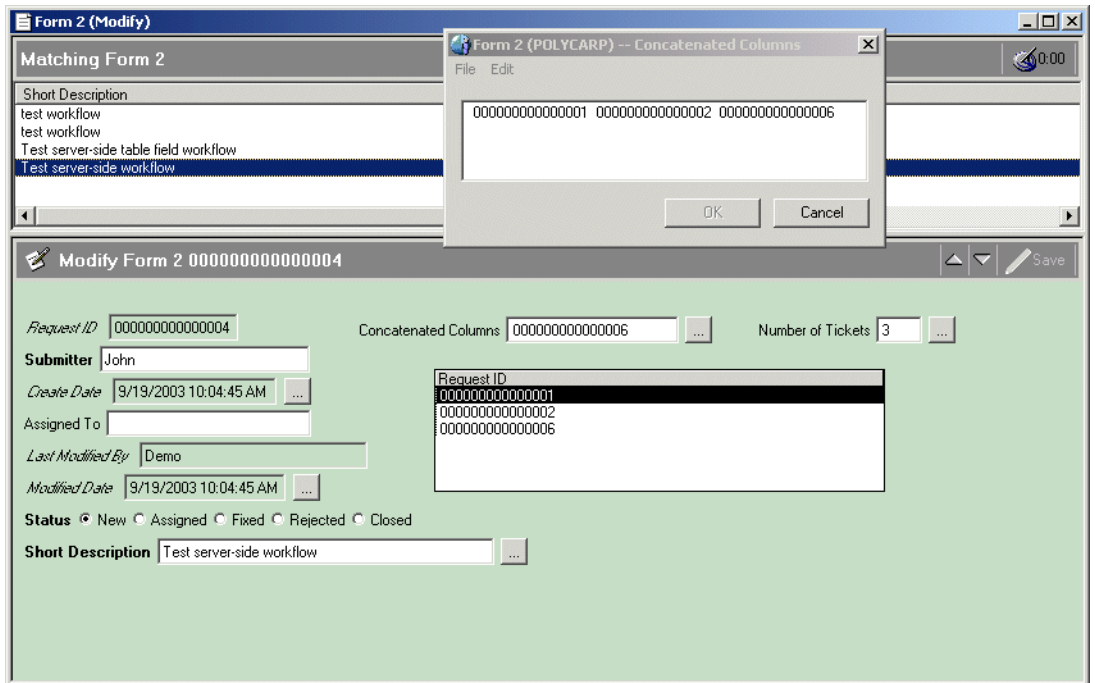 Form 2 (Modify)
Matching Form 2
0:00
Short Description
test workflow
test workflow
Test server-side table field workflow
Test server-side workflow
Form 2 (POLYCARP) -- Concatenated Columns
File Edit
000000000000001 000000000000002 000000000000006
OK Cancel
Modify Form 2 000000000000004
Save
Request ID 000000000000004 Concatenated Columns 000000000000006 ... Number of Tickets 3 ...
Submitter John
Create Date 9/19/2003 10:04:45 AM ...
Assigned To
Last Modified By Demo
Modified Date 9/19/2003 10:04:45 AM ...
Request ID
000000000000001
000000000000002
000000000000006
Status New Assigned Fixed Rejected Closed
Short Description Test server-side workflow ...